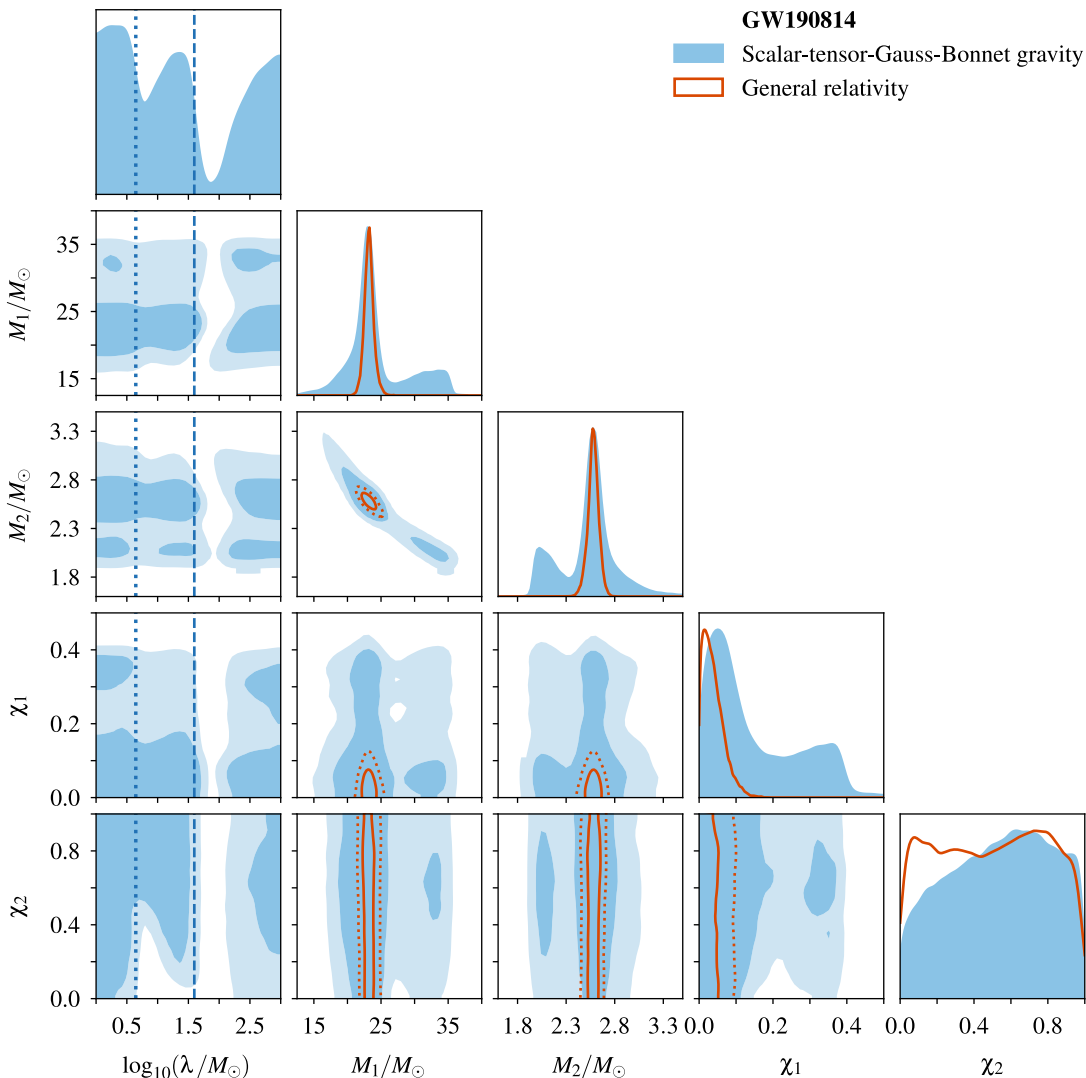 GW190814
Scalar-tensor-Gauss-Bonnet gravity
General relativity
35
25
15
M₁/M⊙
3.3
2.8
2.3
1.8
M₂/M⊙
0.4
0.2
0.0
χ₁
0.8
0.4
0.0
χ₂
0.5 1.5 2.5
15 25 35
1.8 2.3 2.8 3.3
0.0 0.2 0.4
0.0 0.4 0.8
log₁₀(λ/M⊙)
M₁/M⊙
M₂/M⊙
χ₁
χ₂